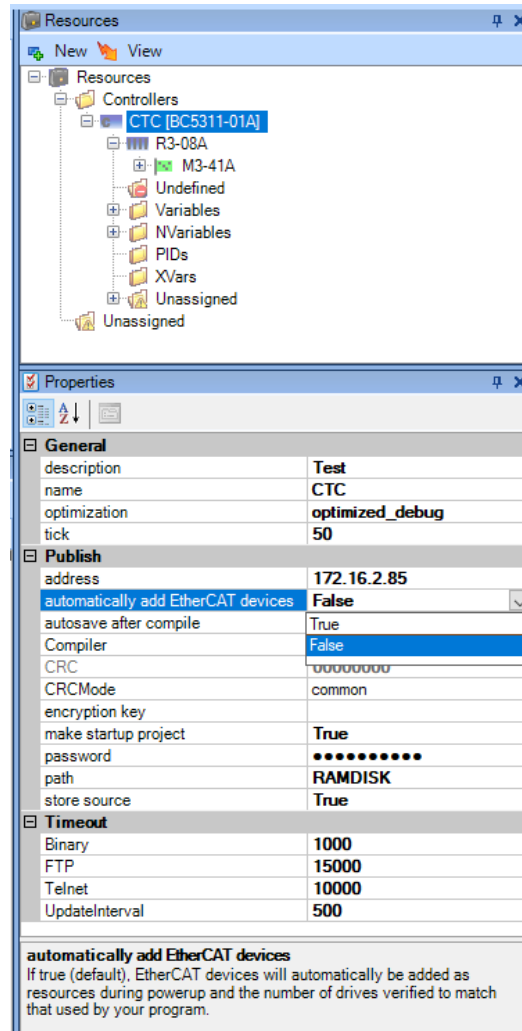 Resources
New View
Resources
Controllers
CTC [BC5311-01A]
R3-08A
M3-41A
Undefined
Variables
NVariables
PIDs
XVars
Unassigned
Unassigned
Properties
General
description Test
name CTC
optimization optimized_debug
tick 50
Publish
address 172.16.2.85
automatically add EtherCAT devices False
autosave after compile True
Compiler False
CRC 00000000
CRCMode common
encryption key
make startup project True
password ●●●●●●●●●●
path RAMDISK
store source True
Timeout
Binary 1000
FTP 15000
Telnet 10000
UpdateInterval 500
automatically add EtherCAT devices
If true (default), EtherCAT devices will automatically be added as
resources during powerup and the number of drives verified to match
that used by your program.